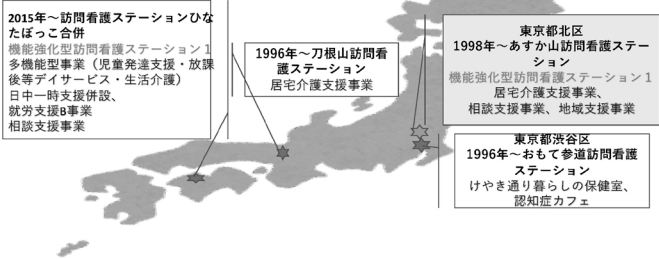 2015年～訪問看護ステーションひな
たぼっこ合併
機能強化型訪問看護ステーション１
多機能型事業（児童発達支援・放課
後等デイサービス・生活介護）
日中一時支援併設、
就労支援B事業
相談支援事業
1996年～刀根山訪問看
護ステーション
居宅介護支援事業
東京都北区
1998年～あすか山訪問看護ステー
ション
機能強化型訪問看護ステーション１
居宅介護支援事業、
相談支援事業、地域支援事業
東京都渋谷区
1996年～おもて参道訪問看護
ステーション
けやき通り暮らしの保健室、
認知症カフェ